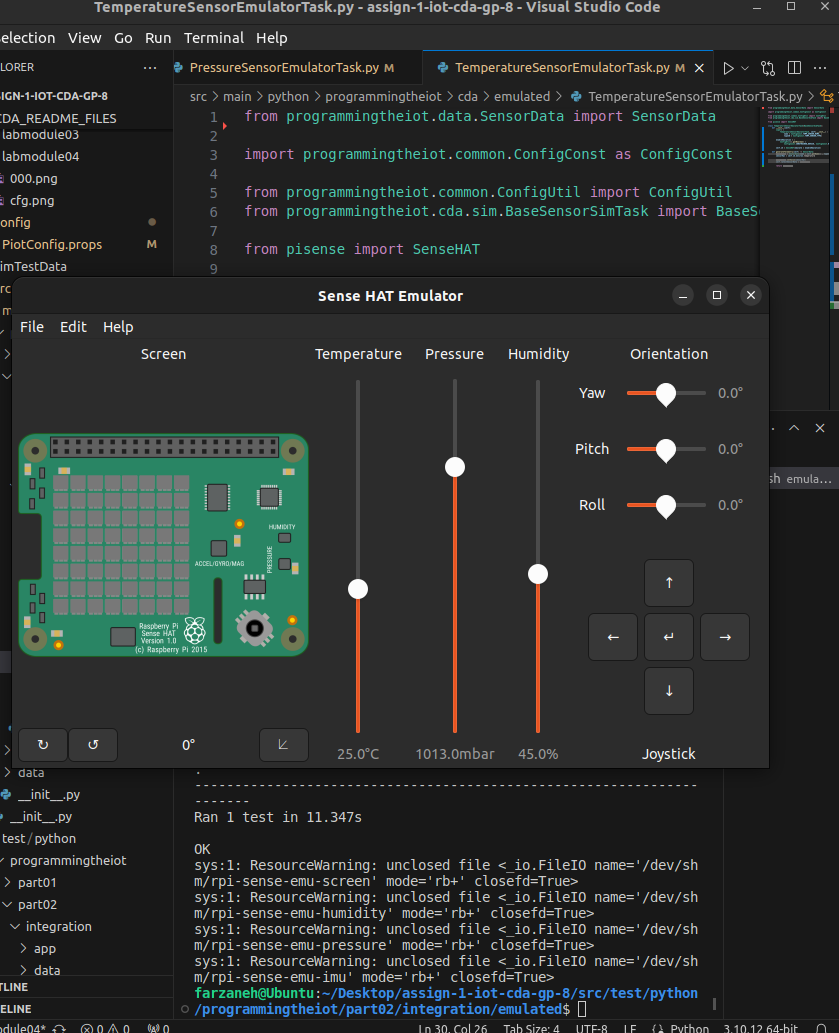 TemperatureSensorEmulatorTask.py - assign-1-iot-cda-gp-8 - Visual Studio Code
election View Go Run Terminal Help
LORER
PressureSensorEmulatorTask.py M
TemperatureSensorEmulatorTask.py M
SIGN-1-IOT-CDA-GP-8
src > main > python > programmingtheiot > cda > emulated > TemperatureSensorEmulatorTask.py >
CDA_README_FILES
labmodule03
labmodule04
000.png
cfg.png
onfig
PiotConfig.props M
imTestData
1 from programmingtheiot.data.SensorData import SensorData
2
3 import programmingtheiot.common.ConfigConst as ConfigConst
4
5 from programmingtheiot.common.ConfigUtil import ConfigUtil
6 from programmingtheiot.cda.sim.BaseSensorSimTask import BaseS
7
8 from pisense import SenseHAT
9
Sense HAT Emulator
File Edit Help
Screen
Temperature
Pressure
Humidity
Orientation
Yaw 0.0°
Pitch 0.0°
Roll 0.0°
HUMIDITY
PRESSURE
ACCEL/GYRO/MAG
Raspberry Pi
Sense HAT
Version 1.0
(c) Raspberry Pi 2015
0°
25.0°C
1013.0mbar
45.0%
Joystick
sh emula...
data
__init__.py
__init__.py
test/python
programmingtheiot
part01
part02
integration
app
data
TLINE
ELINE
.
----------------------------------------------------------------------
Ran 1 test in 11.347s
OK
sys:1: ResourceWarning: unclosed file <_io.FileIO name='/dev/sh
m/rpi-sense-emu-screen' mode='rb+' closefd=True>
sys:1: ResourceWarning: unclosed file <_io.FileIO name='/dev/sh
m/rpi-sense-emu-humidity' mode='rb+' closefd=True>
sys:1: ResourceWarning: unclosed file <_io.FileIO name='/dev/sh
m/rpi-sense-emu-pressure' mode='rb+' closefd=True>
sys:1: ResourceWarning: unclosed file <_io.FileIO name='/dev/sh
m/rpi-sense-emu-imu' mode='rb+' closefd=True>
farzaneh@Ubuntu:~/Desktop/assign-1-iot-cda-gp-8/src/test/python
/programmingtheiot/part02/integration/emulated$
odule04* 0 0 0 Ln 30, Col 26 Tab Size: 4 UTF-8 LF Python 3.10.12 64-bit